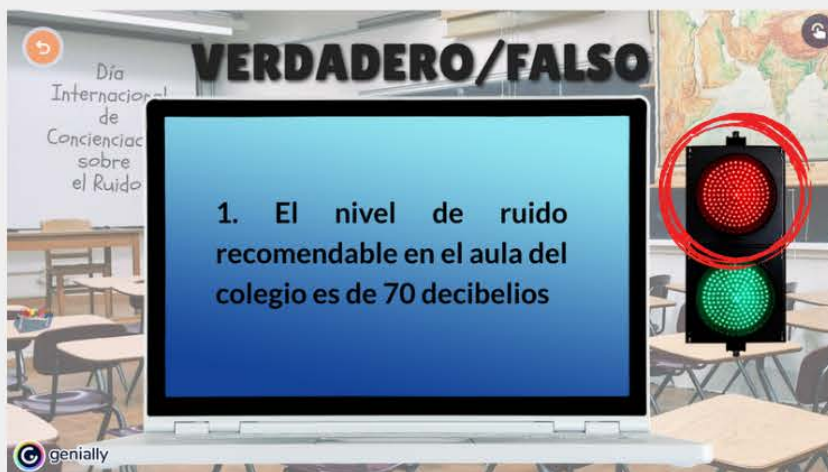 VERDADERO/FALSO
Día
Internacional
de
Concienciac
sobre
el Ruido
1. El nivel de ruido
recomendable en el aula del
colegio es de 70 decibelios
genially